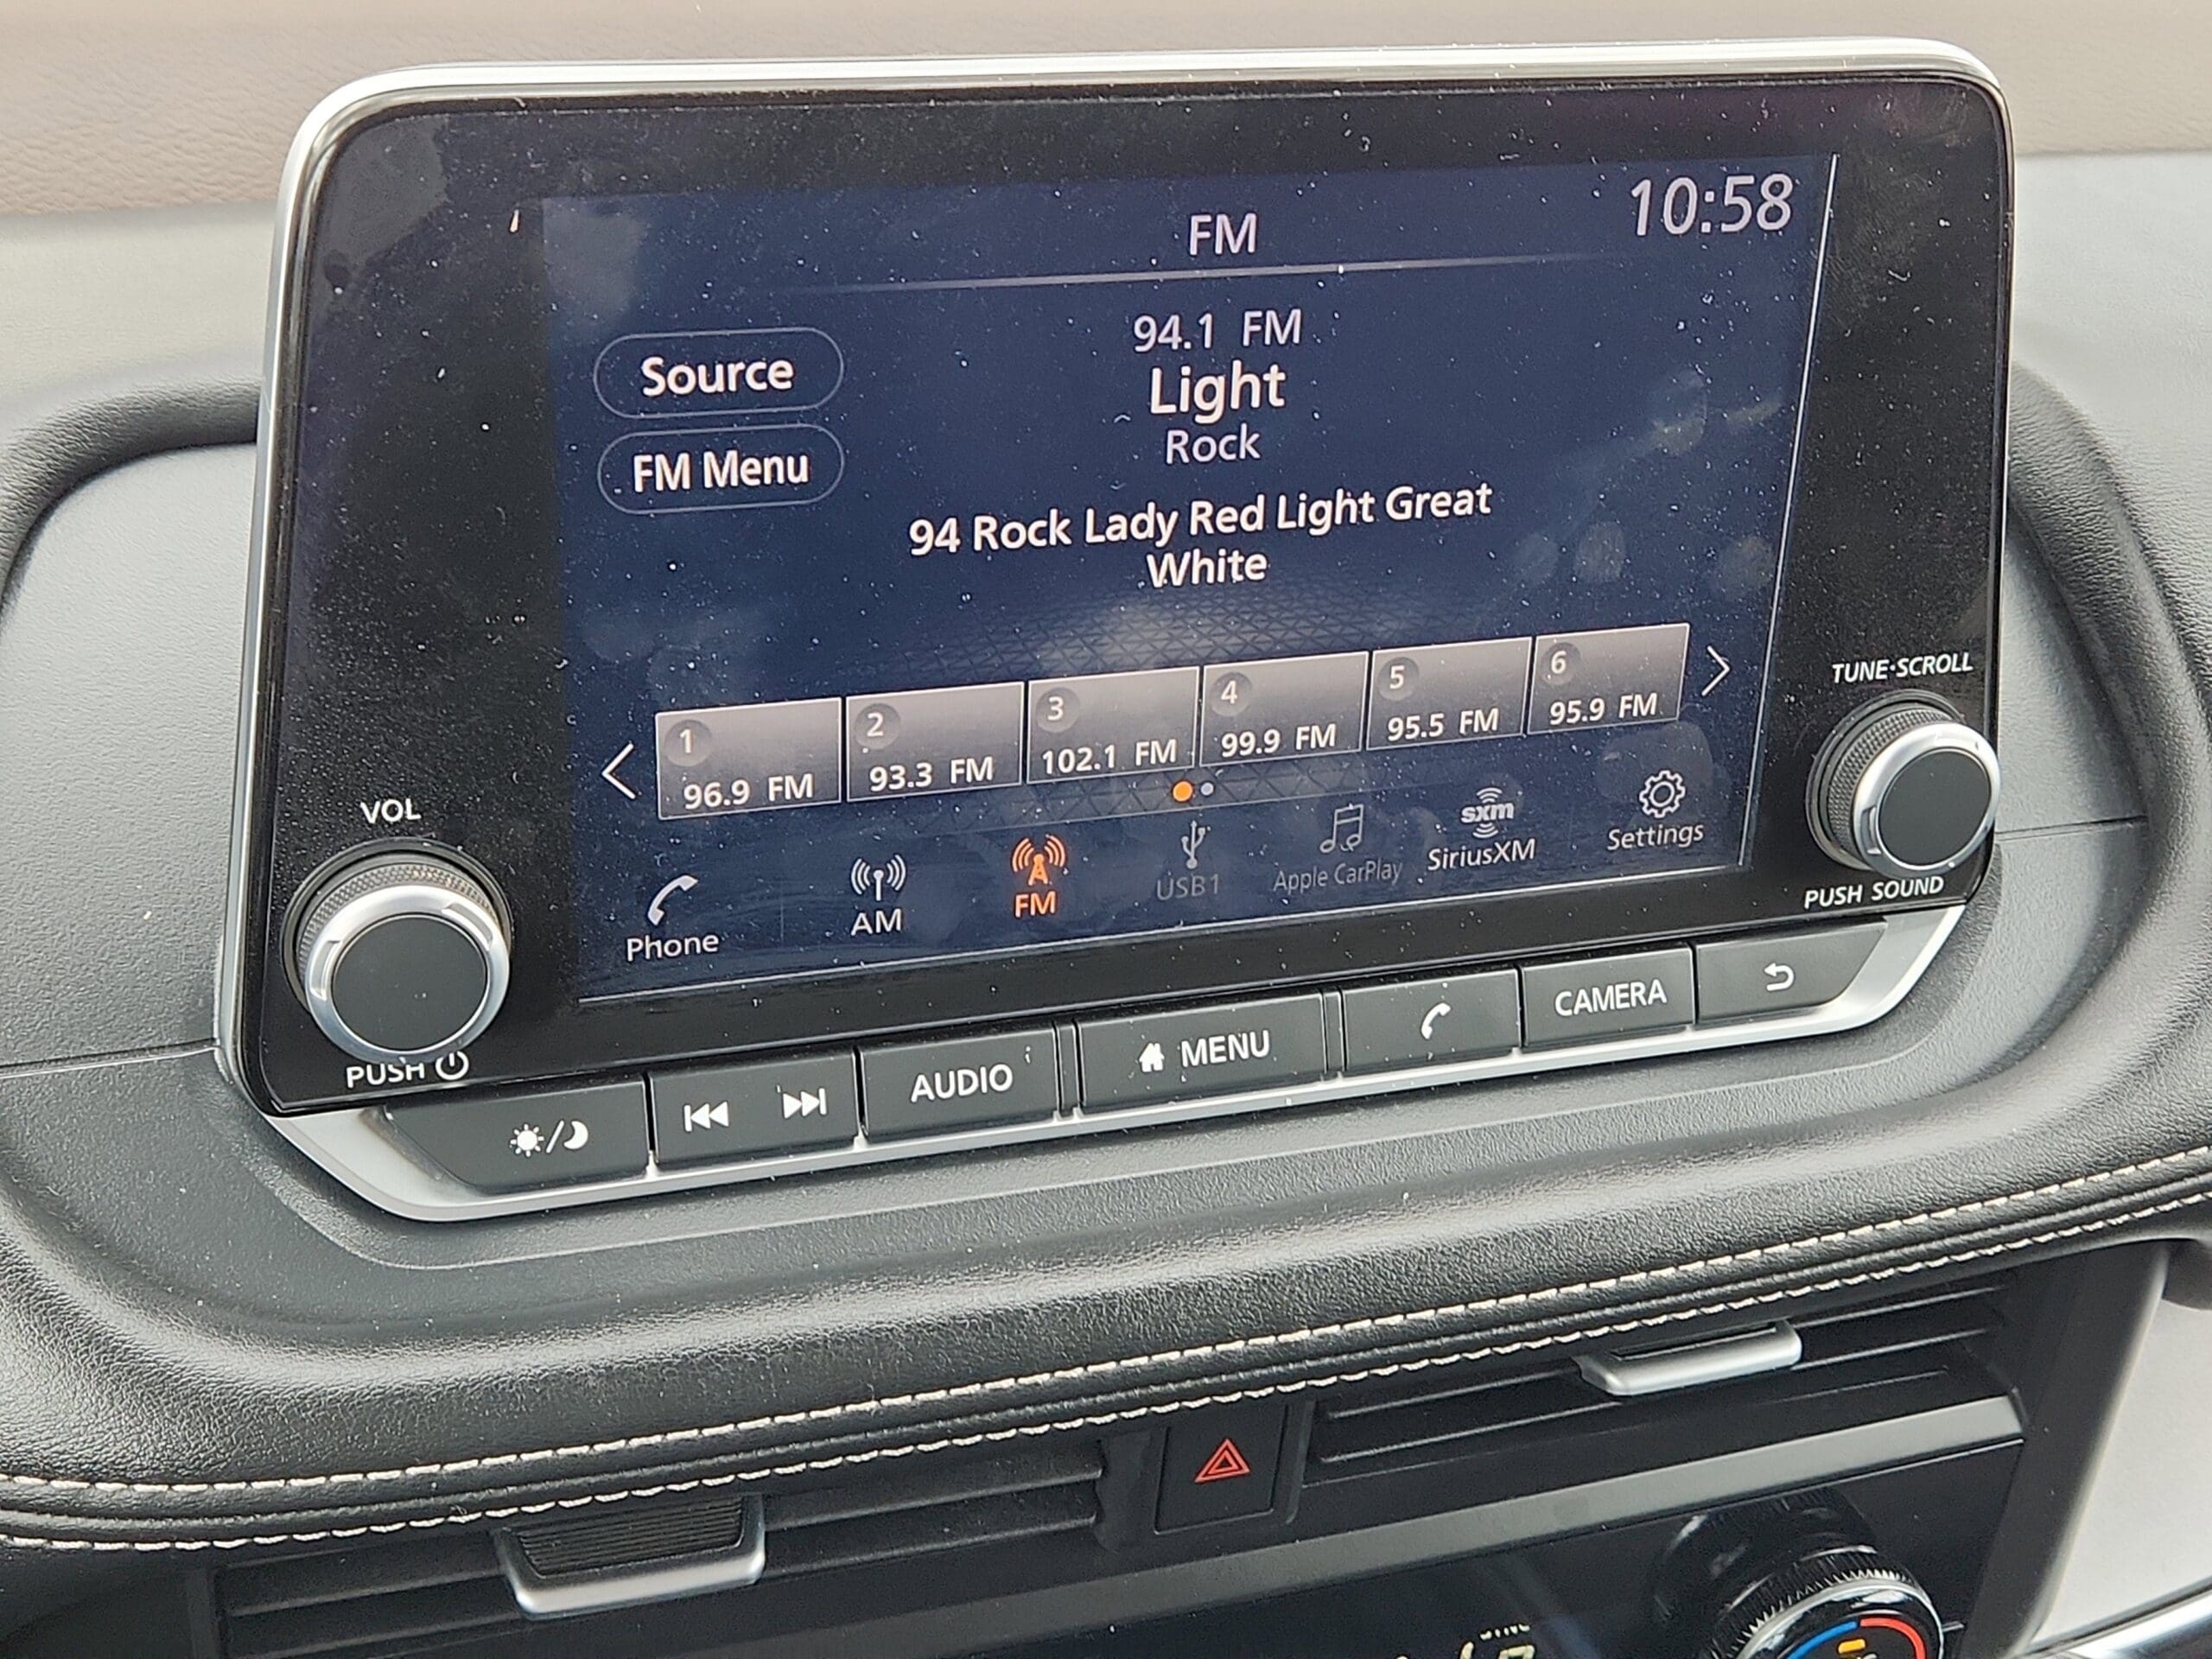 FM
10:58
94.1 FM
Source
Light
Rock
FM Menu
94 Rock Lady Red Light Great
White
1
96.9 FM
2
93.3 FM
3
102.1 FM
4
99.9 FM
5
95.5 FM
6
95.9 FM
Phone
AM
FM
USB1
Apple CarPlay
sxm
SiriusXM
Settings
VOL
PUSH
TUNE·SCROLL
PUSH SOUND
AUDIO
MENU
CAMERA